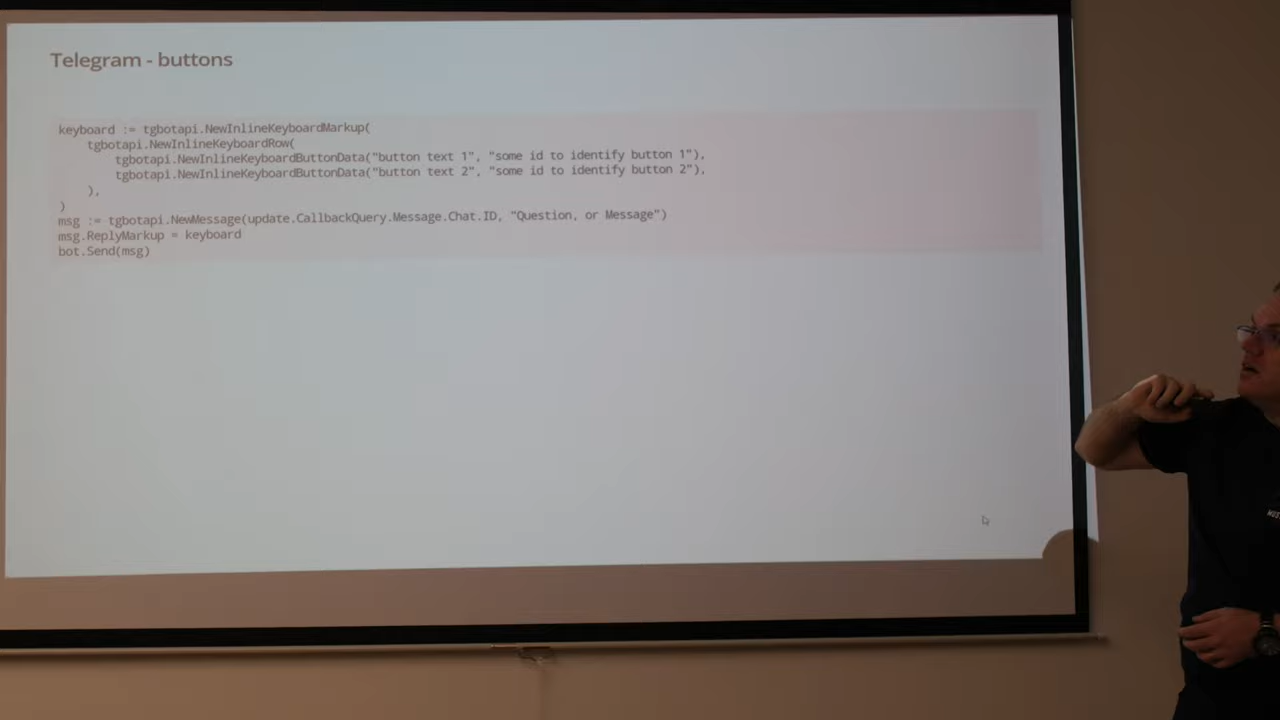 Telegram - buttons
keyboard := tgbotapi.NewInlineKeyboardMarkup(
    tgbotapi.NewInlineKeyboardRow(
        tgbotapi.NewInlineKeyboardButtonData("button text 1", "some id to identify button 1"),
        tgbotapi.NewInlineKeyboardButtonData("button text 2", "some id to identify button 2"),
    ),
)
msg := tgbotapi.NewMessage(update.CallbackQuery.Message.Chat.ID, "Question, or Message")
msg.ReplyMarkup = keyboard
bot.Send(msg)